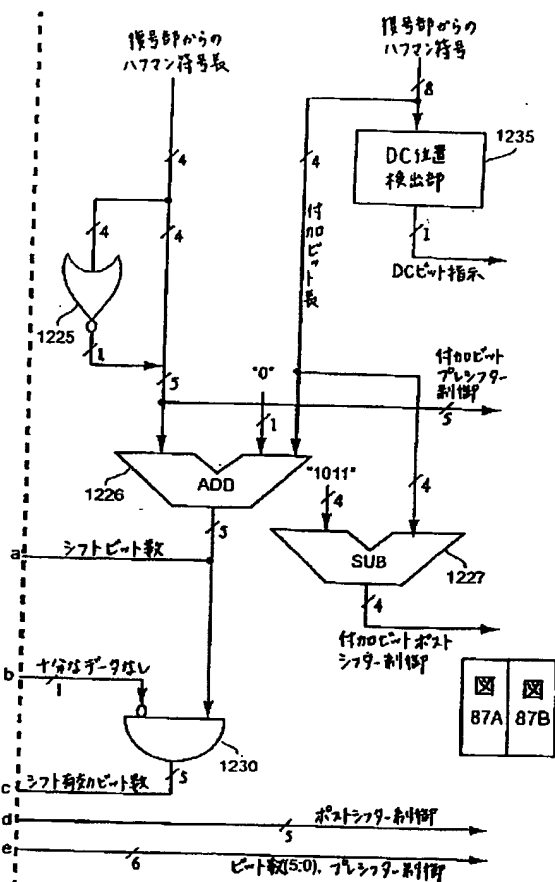 復号部からの
ハフマン符号長
復号部からの
ハフマン符号
8
4
4
DC位置
検出部
1235
付加ビット長
4
4
1
DCビット指示
1225
1
5
"0"
1
付加ビット
プレシフター
制御
5
ADD
1226
"1011"
4
4
5
SUB
1227
a
シフトビット数
4
付加ビットポスト
シフター制御
b
十分なデータなし
1
図
87A
図
87B
1230
5
c
シフト有効ビット数
d
5
ポストシフター制御
e
6
ビット数(5:0), プレシフター制御